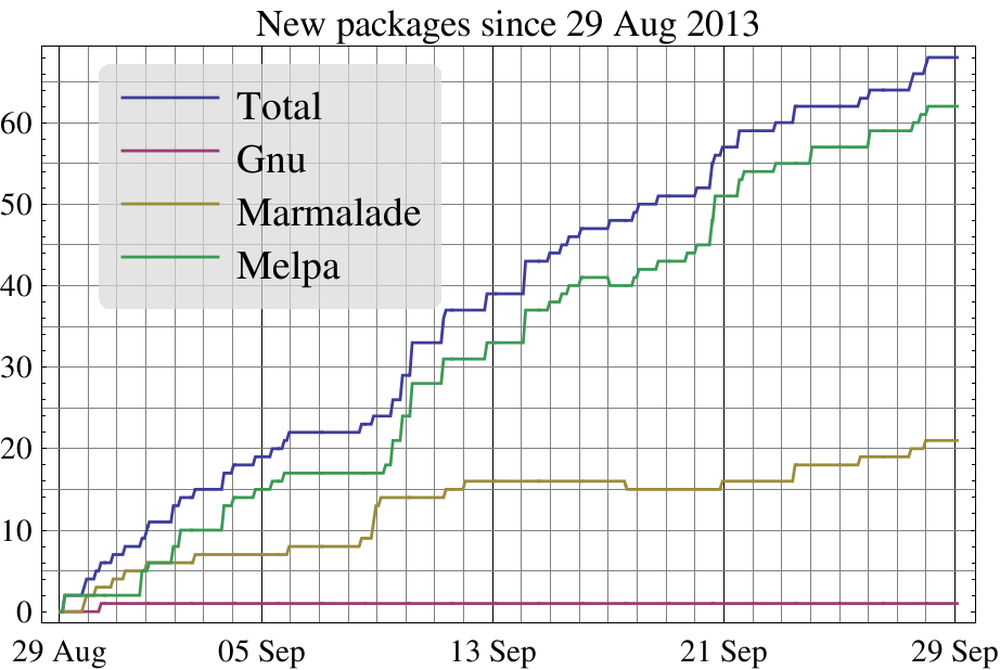 New packages since 29 Aug 2013
Total
Gnu
Marmalade
Melpa
60
50
40
30
20
10
0
29 Aug 05 Sep 13 Sep 21 Sep 29 Sep